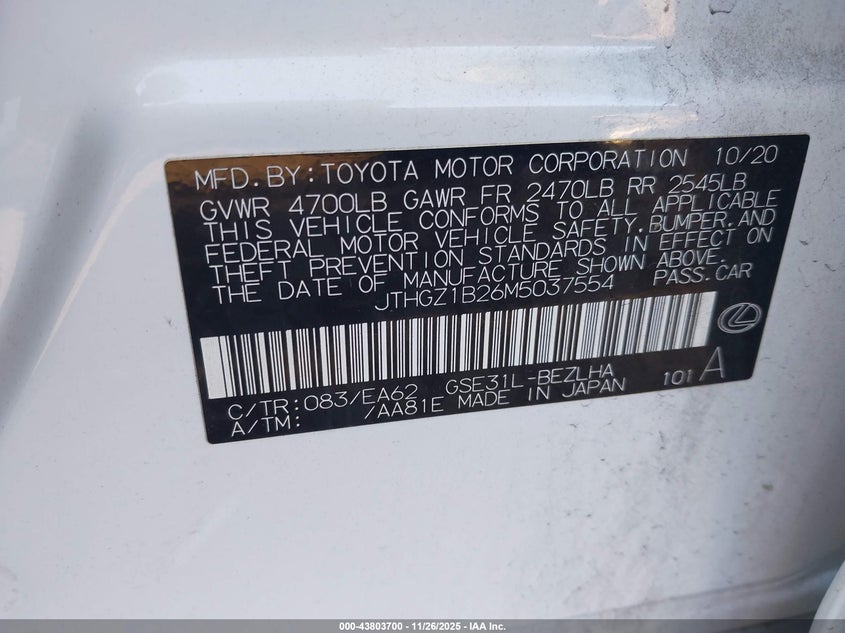 MFD.BY:TOYOTA MOTOR CORPORATION 10/20
GVWR 4700LB GAWR FR 2470LB RR 2545LB
THIS VEHICLE CONFORMS TO ALL APPLICABLE
FEDERAL MOTOR VEHICLE SAFETY,BUMPER,AND
THEFT PREVENTION STANDARDS IN EFFECT ON
THE DATE OF MANUFACTURE SHOWN ABOVE.
JTHGZ1B26M5037554 PASS.CAR
C/TR:083/EA62 GSE31L-BEZLHA 101 A
A/TM: /AA81E MADE IN JAPAN
000-43803700 - 11/26/2025 - IAA Inc.